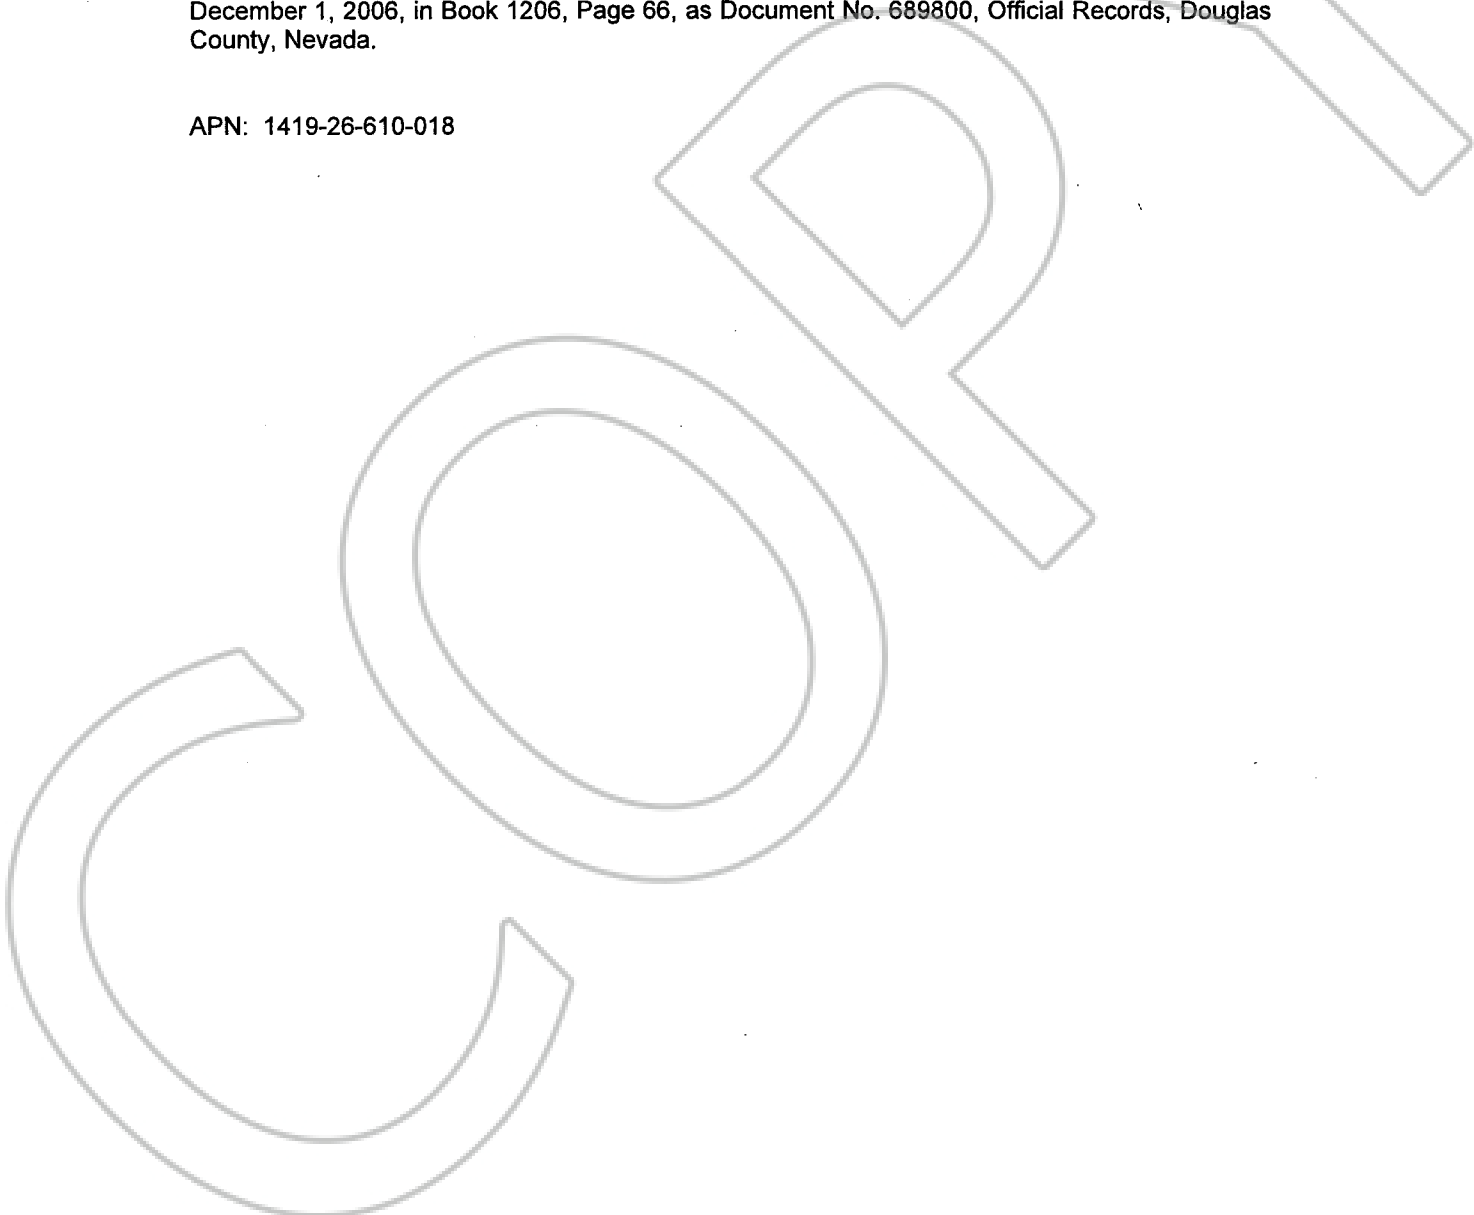 December 1, 2006, in Book 1206, Page 66, as Document No. 689800, Official Records, Douglas
County, Nevada.
APN: 1419-26-610-018
COPY